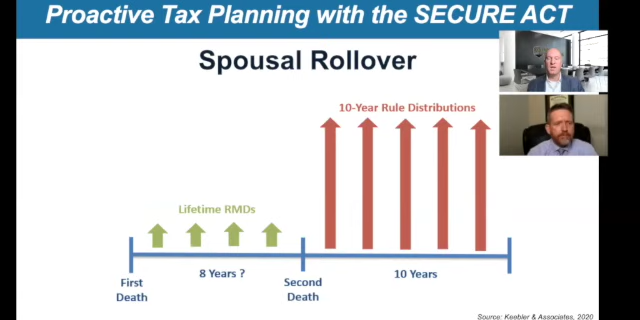 Proactive Tax Planning with the SECURE ACT
Spousal Rollover
10-Year Rule Distributions
Lifetime RMDs
First
Death
8 Years ?
Second
Death
10 Years
Source: Keebler & Associates, 2020